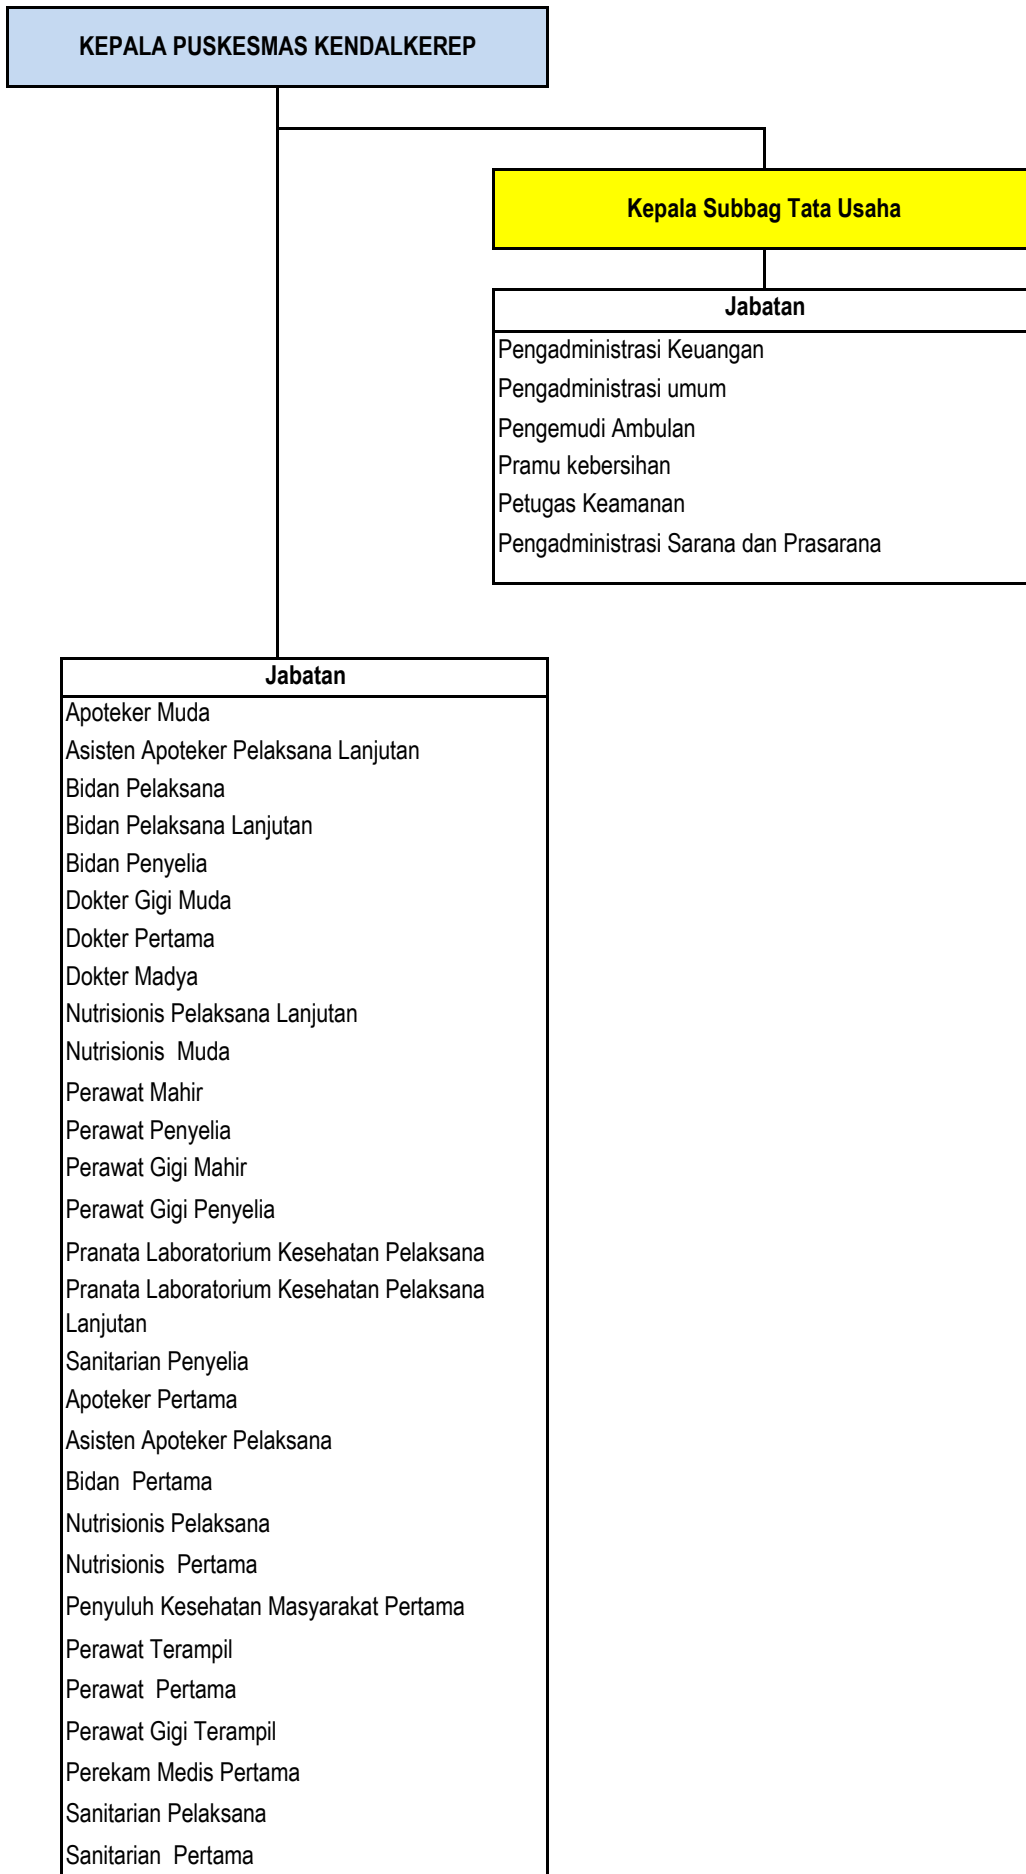 KEPALA PUSKESMAS KENDALKEREP
Kepala Subbag Tata Usaha
Jabatan
Pengadministrasi Keuangan
Pengadministrasi umum
Pengemudi Ambulan
Pramu kebersihan
Petugas Keamanan
Pengadministrasi Sarana dan Prasarana
Jabatan
Apoteker Muda
Asisten Apoteker Pelaksana Lanjutan
Bidan Pelaksana
Bidan Pelaksana Lanjutan
Bidan Penyelia
Dokter Gigi Muda
Dokter Pertama
Dokter Madya
Nutrisionis Pelaksana Lanjutan
Nutrisionis  Muda
Perawat Mahir
Perawat Penyelia
Perawat Gigi Mahir
Perawat Gigi Penyelia
Pranata Laboratorium Kesehatan Pelaksana
Pranata Laboratorium Kesehatan Pelaksana
Lanjutan
Sanitarian Penyelia
Apoteker Pertama
Asisten Apoteker Pelaksana
Bidan  Pertama
Nutrisionis Pelaksana
Nutrisionis  Pertama
Penyuluh Kesehatan Masyarakat Pertama
Perawat Terampil
Perawat  Pertama
Perawat Gigi Terampil
Perekam Medis Pertama
Sanitarian Pelaksana
Sanitarian  Pertama